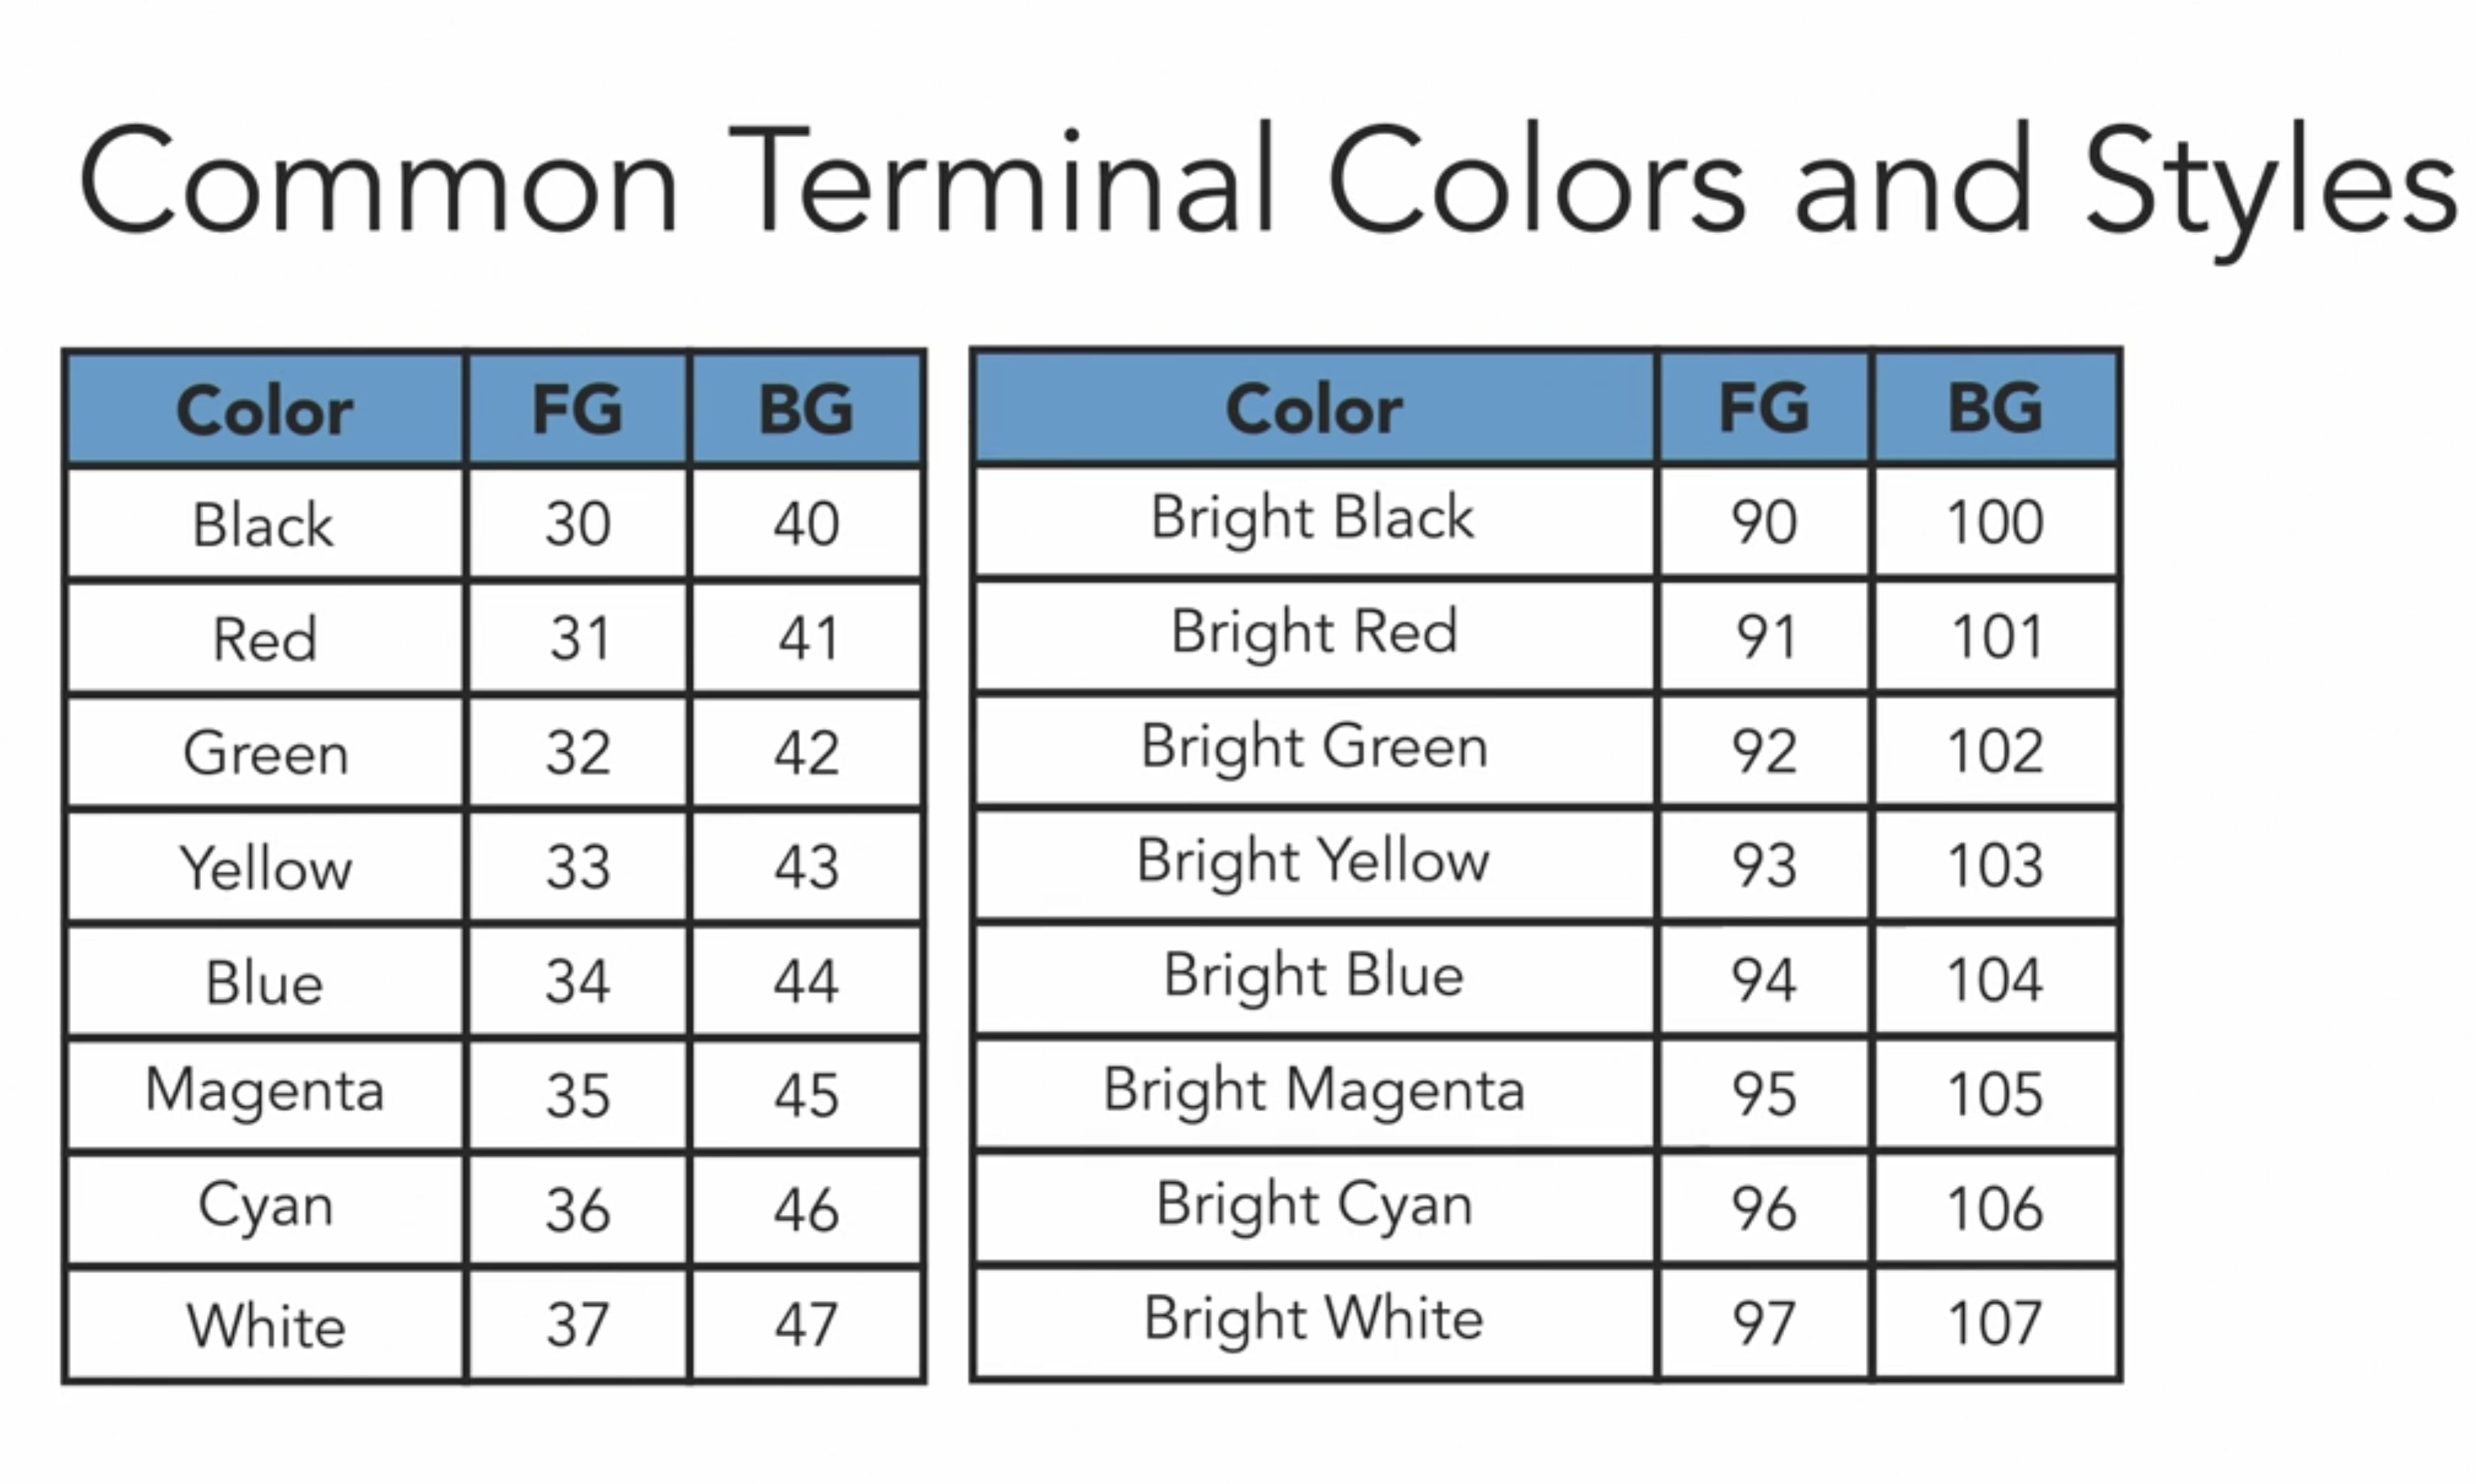 Common Terminal Colors and Styles
Color FG BG
Black 30 40
Red 31 41
Green 32 42
Yellow 33 43
Blue 34 44
Magenta 35 45
Cyan 36 46
White 37 47
Color FG BG
Bright Black 90 100
Bright Red 91 101
Bright Green 92 102
Bright Yellow 93 103
Bright Blue 94 104
Bright Magenta 95 105
Bright Cyan 96 106
Bright White 97 107